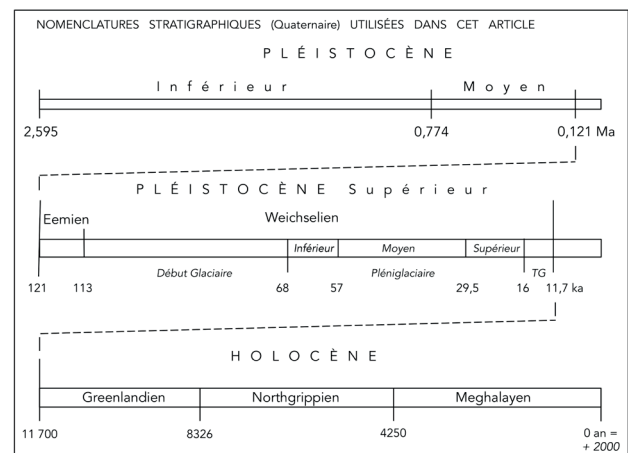 NOMENCLATURES STRATIGRAPHIQUES (Quaternaire) UTILISÉES DANS CET ARTICLE
PLÉISTOCÈNE
Inférieur Moyen
2,595 0,774 0,121 Ma
PLÉISTOCÈNE Supérieur
Eemien Weichselien
Inférieur Moyen Supérieur
Début Glaciaire Pléniglaciaire TG
121 113 68 57 29,5 16 11,7 ka
HOLOCÈNE
Greenlandien Northgrippien Meghalayen
11 700 8326 4250 0 an =
+ 2000